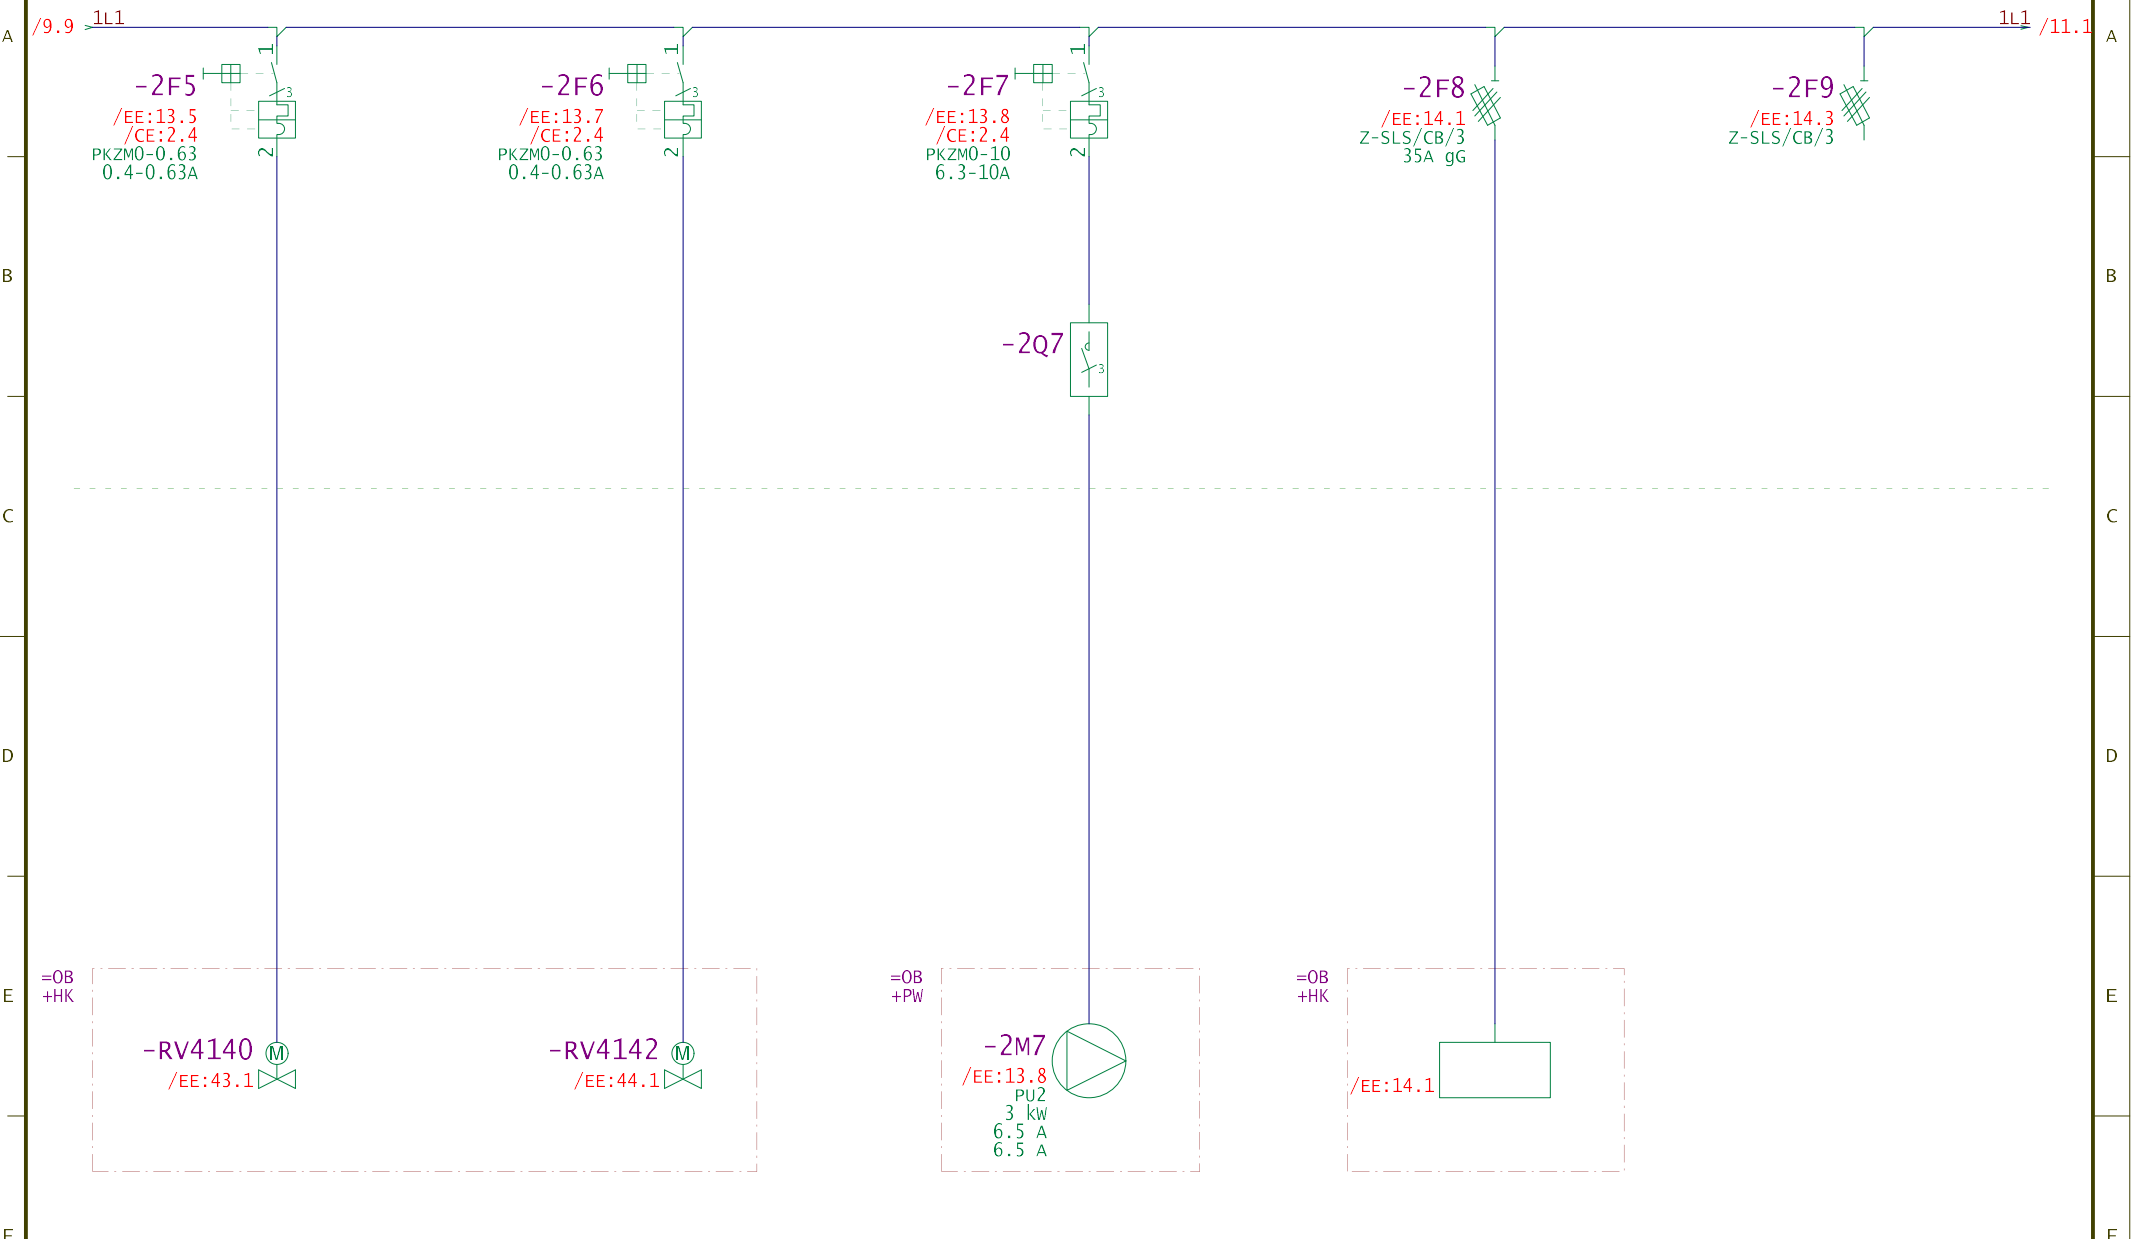 A
/9.9
1L1
1L1
/11.1
A
1
-2F5
3
/EE:13.5
/CE:2.4
PKZM0-0.63
0.4-0.63A
2
1
-2F6
3
/EE:13.7
/CE:2.4
PKZM0-0.63
0.4-0.63A
2
1
-2F7
3
/EE:13.8
/CE:2.4
PKZM0-10
6.3-10A
2
-2F8
/EE:14.1
Z-SLS/CB/3
35A gG
-2F9
/EE:14.3
Z-SLS/CB/3
B
B
-2Q7
3
C
C
D
D
E
E
=OB
+HK
-RV4140
M
/EE:43.1
-RV4142
M
/EE:44.1
=OB
+PW
-2M7
/EE:13.8
PU2
3 kW
6.5 A
6.5 A
=OB
+HK
/EE:14.1
F
F